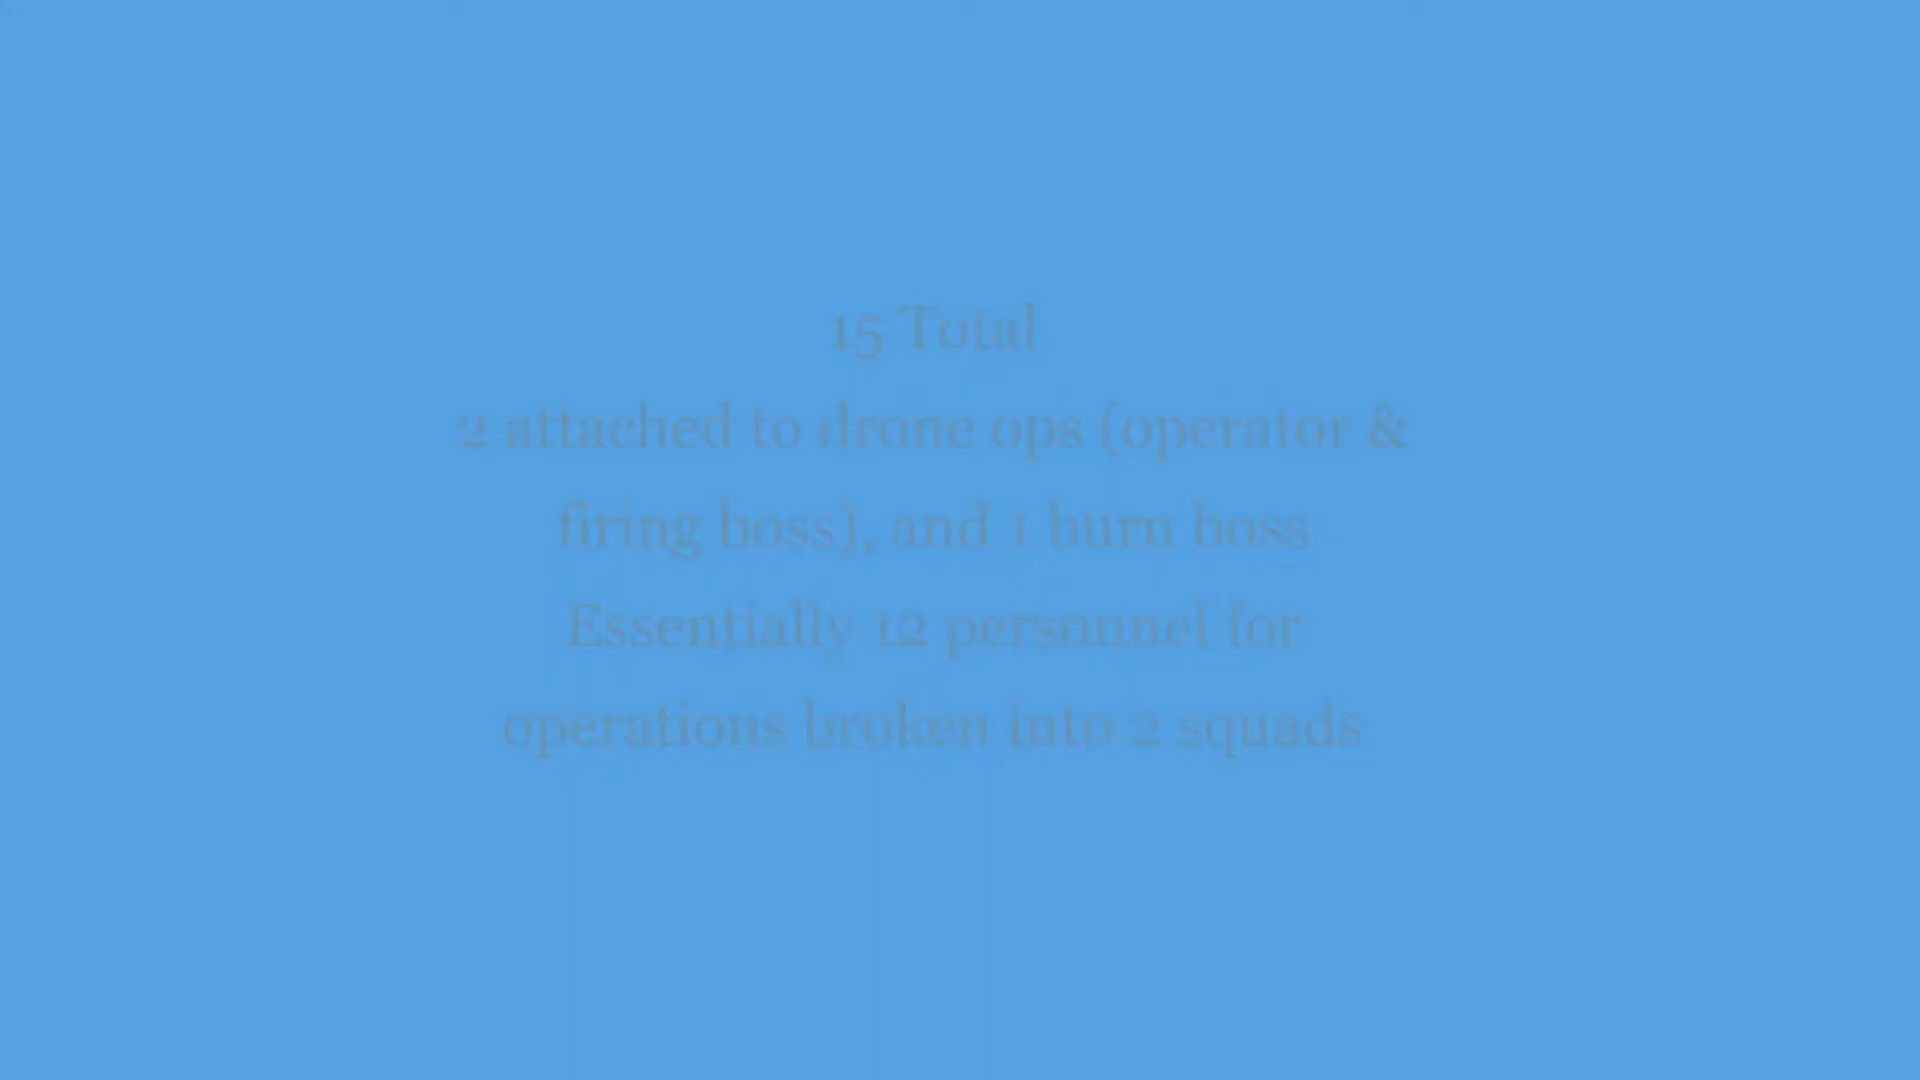 15 Total
2 attached to drone ops (operator &
firing boss), and 1 burn boss
Essentially 12 personnel for
operations broken into 2 squads